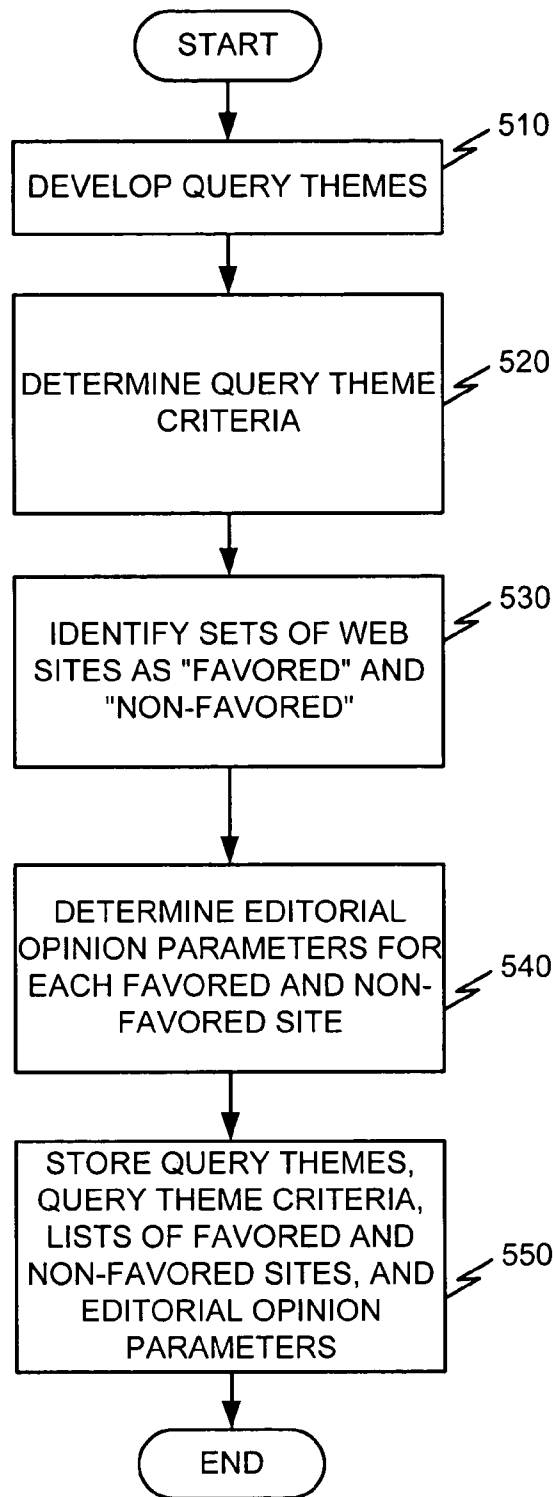 START
510
DEVELOP QUERY THEMES
520
DETERMINE QUERY THEME
CRITERIA
530
IDENTIFY SETS OF WEB
SITES AS "FAVORED" AND
"NON-FAVORED"
DETERMINE EDITORIAL
OPINION PARAMETERS FOR
EACH FAVORED AND NON-
FAVORED SITE
540
STORE QUERY THEMES,
QUERY THEME CRITERIA,
LISTS OF FAVORED AND
NON-FAVORED SITES, AND
EDITORIAL OPINION
PARAMETERS
550
END